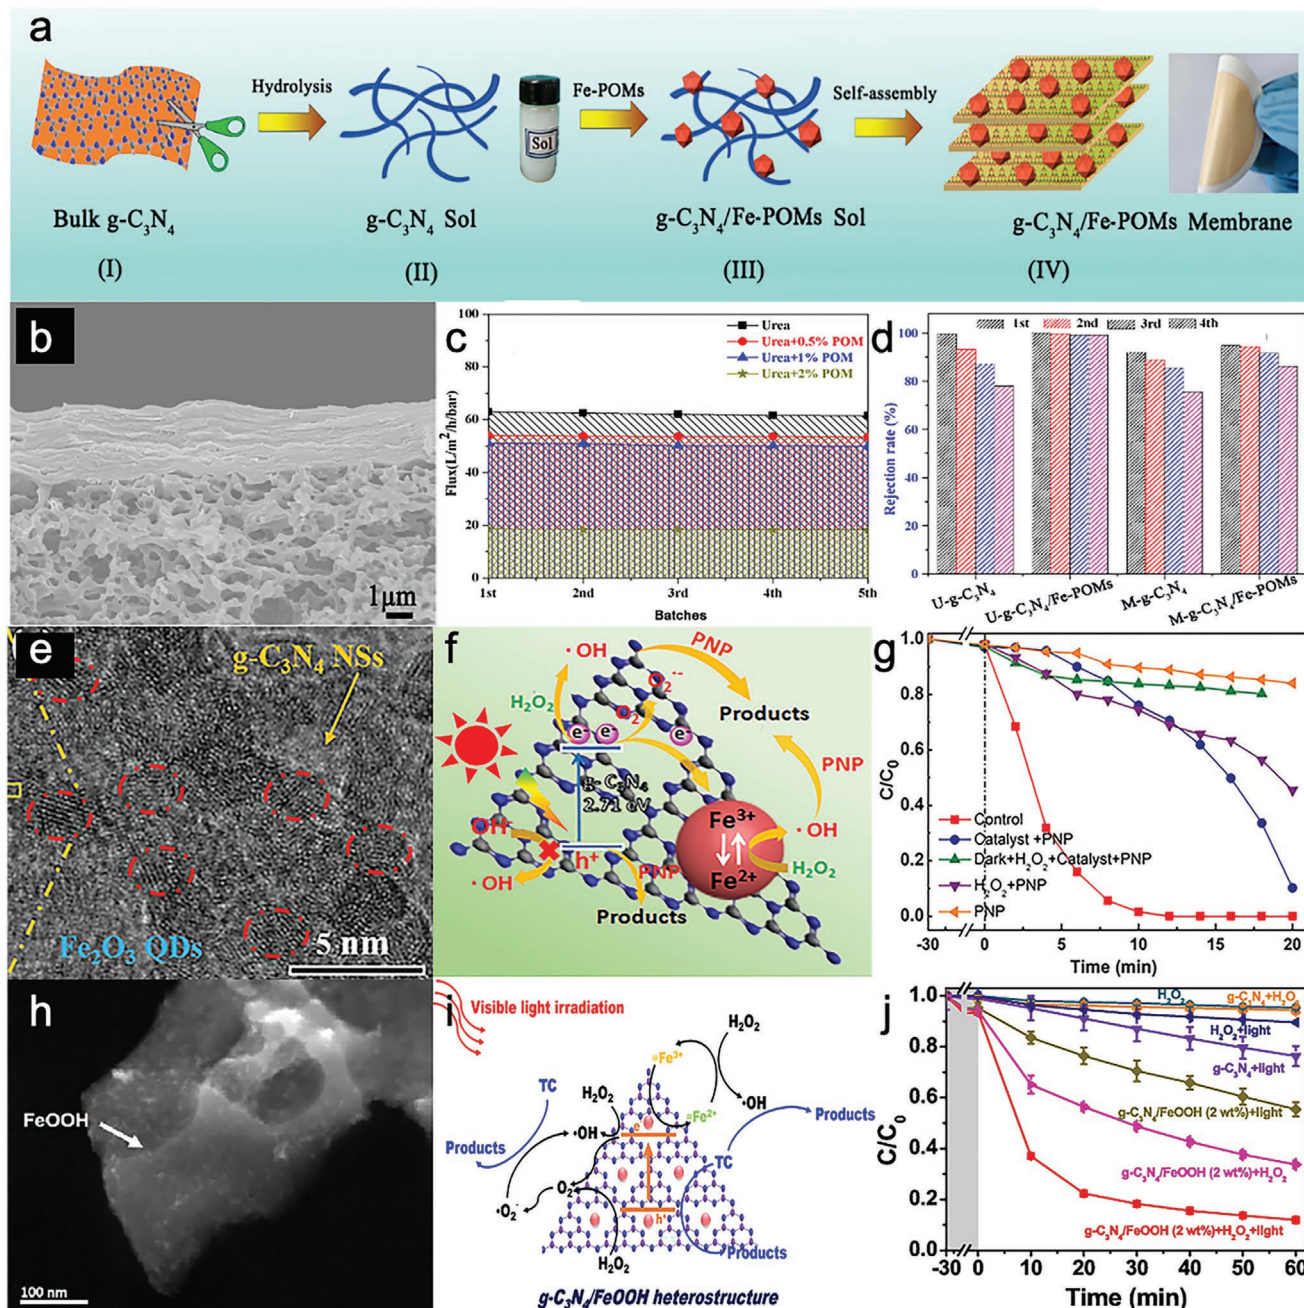 a
Hydrolysis
Fe-POMs
Self-assembly
Sol
Bulk g-C₃N₄
g-C₃N₄ Sol
g-C₃N₄/Fe-POMs Sol
g-C₃N₄/Fe-POMs Membrane
(I)
(II)
(III)
(IV)
b
1μm
c
100
80
60
40
20
0
Flux(L/m²/h/bar)
Urea
Urea+0.5% POM
Urea+1% POM
Urea+2% POM
1st
2nd
3rd
4th
5th
Batches
d
1st
2nd
3rd
4th
100
80
60
40
20
0
Rejection rate (%)
U-g-C₃N₄
U-g-C₃N₄/Fe-POMs
M-g-C₃N₄
M-g-C₃N₄/Fe-POMs
e
g-C₃N₄ NSs
Fe₂O₃ QDs
5 nm
f
·OH
PNP
O₂·⁻
H₂O₂
O₂
Products
e⁻
e⁻
e⁻
g-C₃N₄
2.71 eV
PNP
OH⁻
h⁺
·OH
PNP
Products
Fe³⁺
Fe²⁺
·OH
H₂O₂
g
1.0
0.8
0.6
0.4
0.2
0.0
C/C₀
Control
Catalyst +PNP
Dark+H₂O₂+Catalyst+PNP
H₂O₂+PNP
PNP
-30
0
5
10
15
20
Time (min)
h
FeOOH
100 nm
i
Visible light irradiation
H₂O₂
≡Fe³⁺
TC
H₂O₂
≡Fe²⁺
•OH
Products
•OH
e⁻
Products
TC
O₂
•O₂⁻
h⁺
Products
H₂O₂
g-C₃N₄/FeOOH heterostructure
j
1.0
0.8
0.6
0.4
0.2
0.0
C/C₀
H₂O₂
g-C₃N₄+H₂O₂
H₂O₂+light
g-C₃N₄+light
g-C₃N₄/FeOOH (2 wt%)+light
g-C₃N₄/FeOOH (2 wt%)+H₂O₂
g-C₃N₄/FeOOH (2 wt%)+H₂O₂+light
-30
0
10
20
30
40
50
60
Time (min)